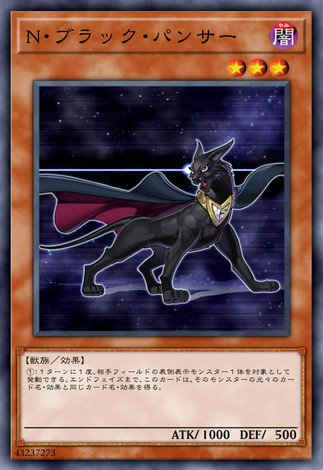 N・ブラック・パンサー
やみ
闇
【獣族／効果】
①：１ターンに１度、相手フィールドの表側表示モンスター１体を対象として
発動できる。エンドフェイズまで、このカードは、そのモンスターの元々のカー
ド名・効果と同じカード名・効果を得る。
ATK/ 1000 DEF/ 500
43237273